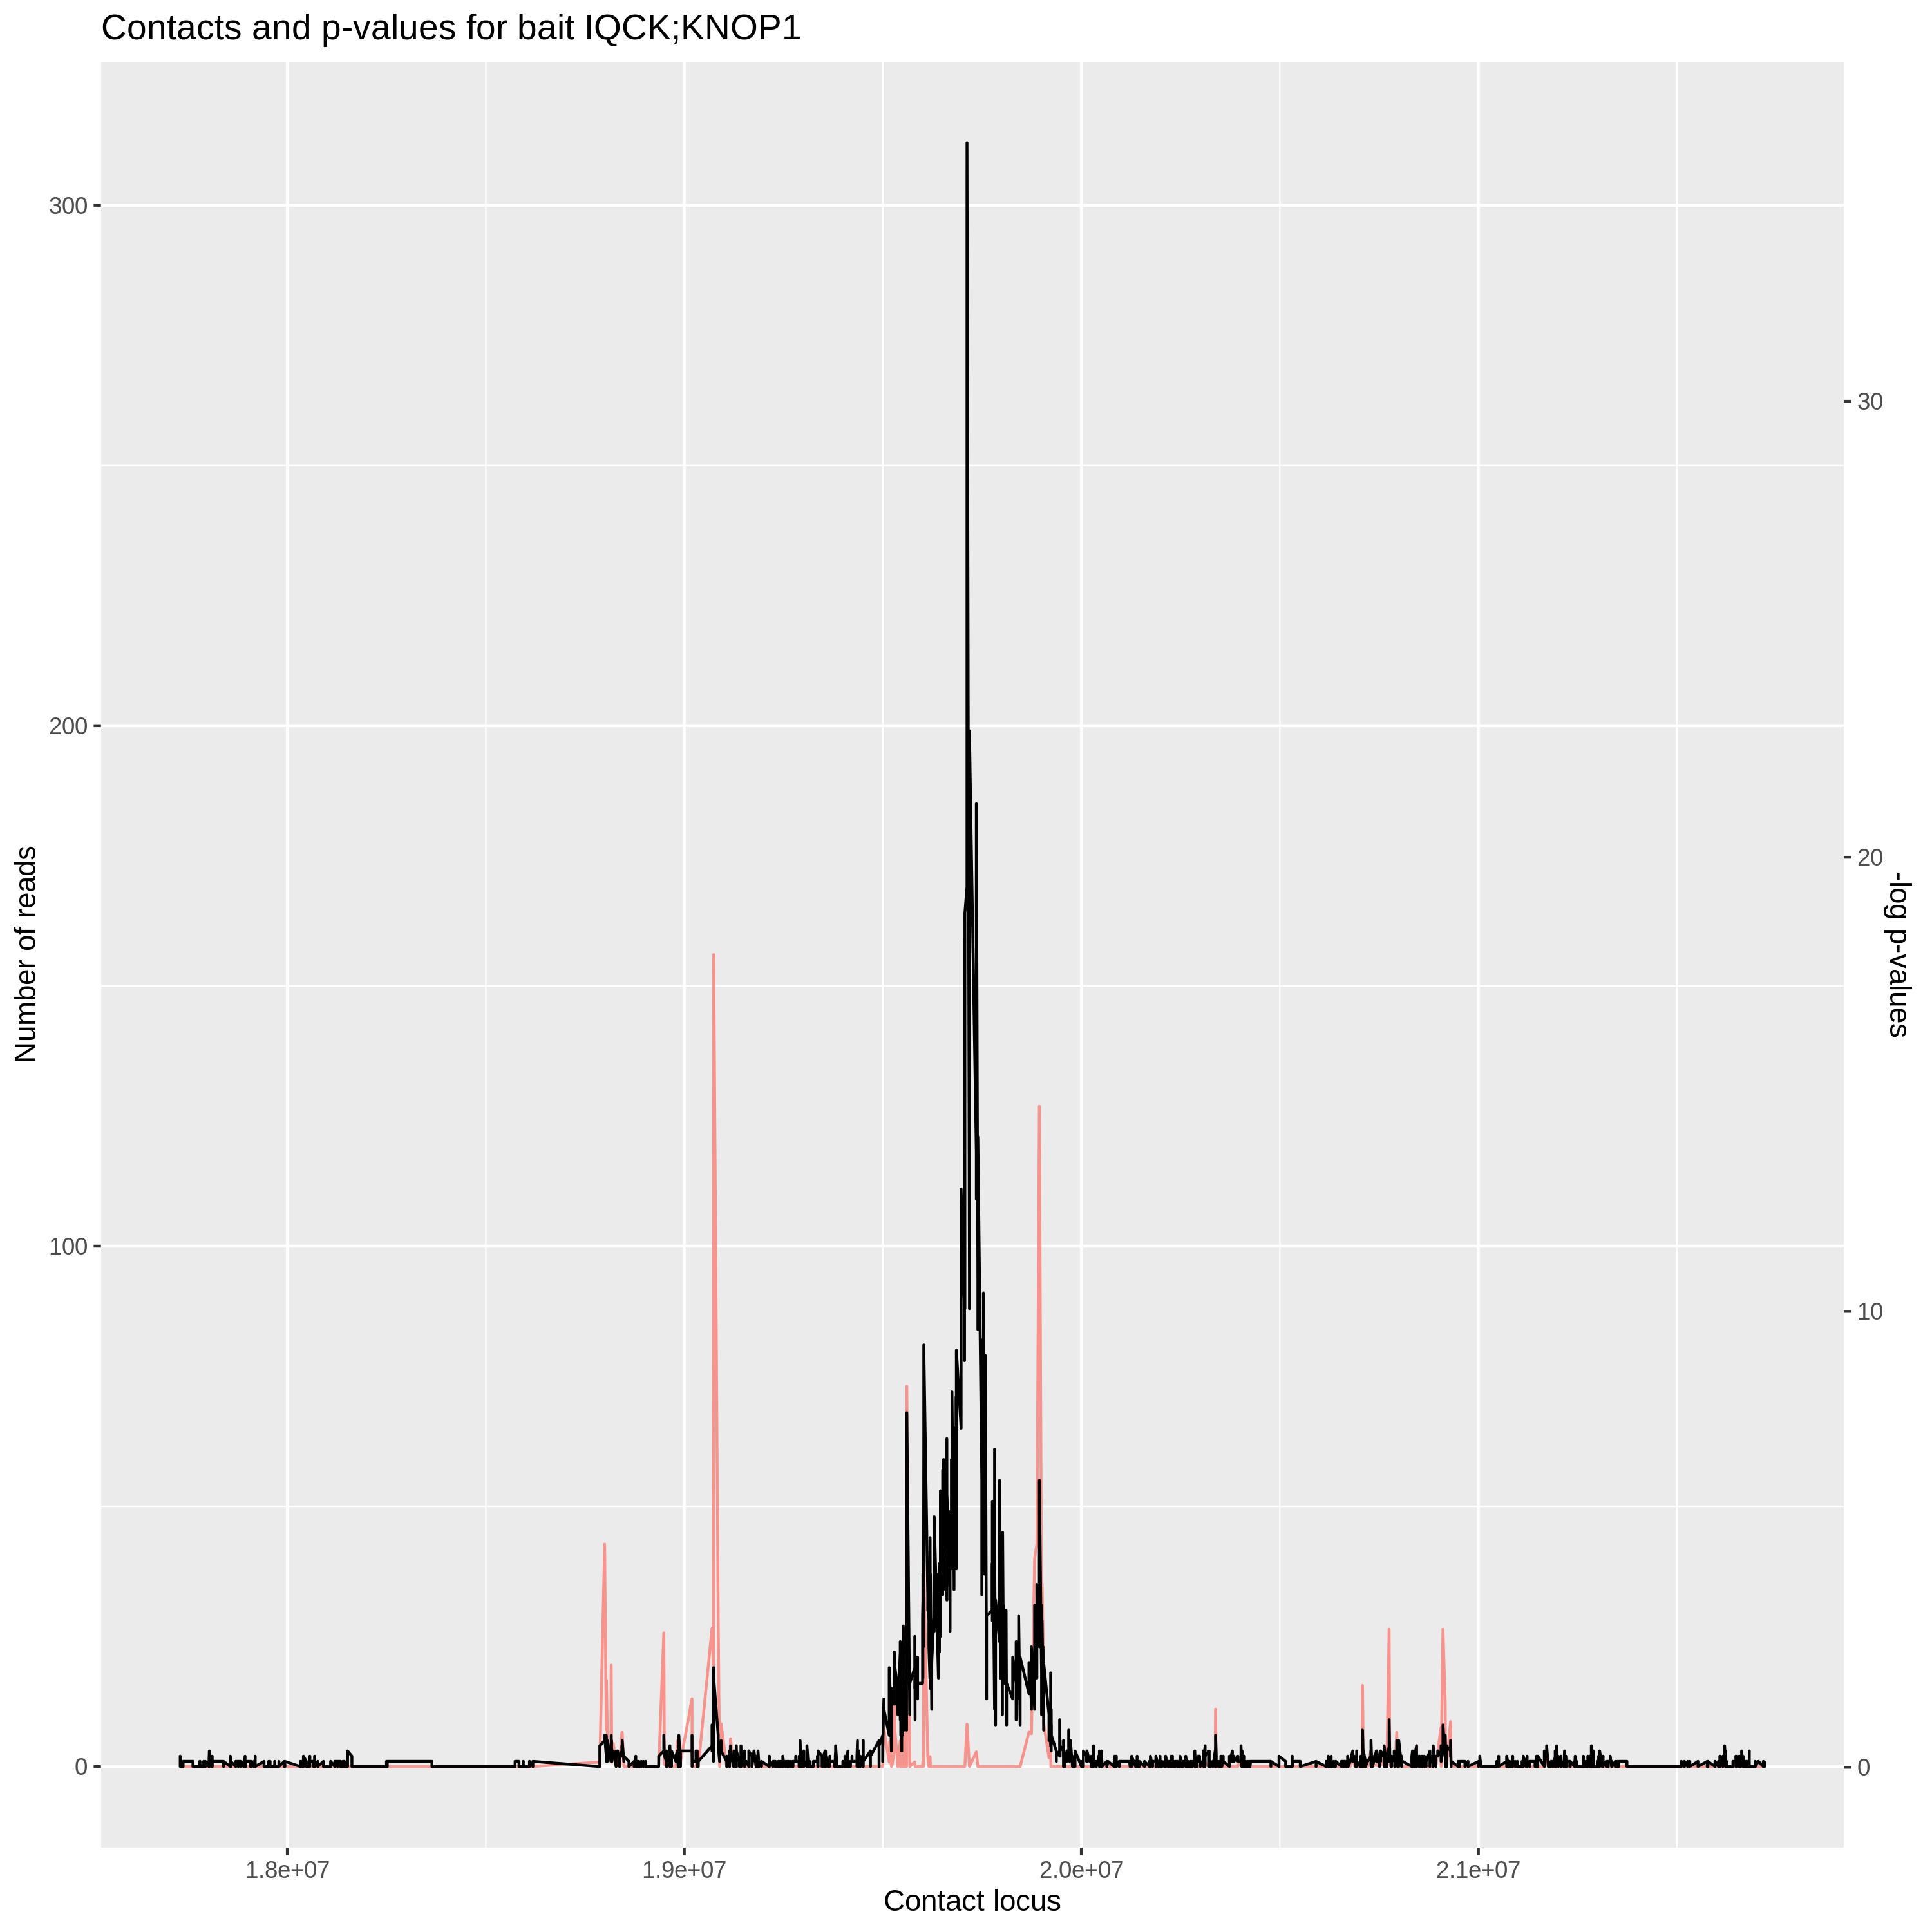 Contacts and p-values for bait IQCK;KNOP1
300
200
100
0
Number of reads
30
20
10
0
-log p-values
1.8e+07
1.9e+07
2.0e+07
2.1e+07
Contact locus